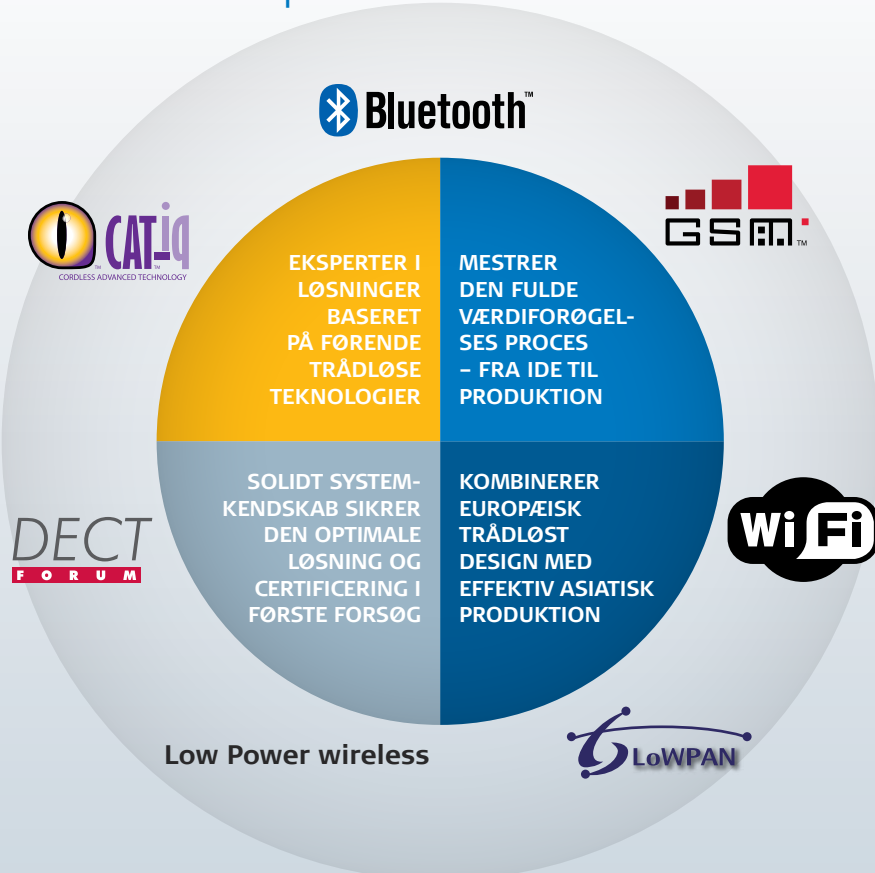 Bluetooth™
CAT-iq™
CORDLESS ADVANCED TECHNOLOGY
GSM™
EKSPERTER I
LØSNINGER
BASERET
PÅ FØRENDE
TRÅDLØSE
TEKNOLOGIER
MESTRER
DEN FULDE
VÆRDIFORØGEL-
SES PROCES
– FRA IDE TIL
PRODUKTION
SOLIDT SYSTEM-
KENDSKAB SIKRER
DEN OPTIMALE
LØSNING OG
CERTIFICERING I
FØRSTE FORSØG
KOMBINERER
EUROPÆISK
TRÅDLØST
DESIGN MED
EFFEKTIV ASIATISK
PRODUKTION
DECT
FORUM
Wi Fi
Low Power wireless
6LoWPAN